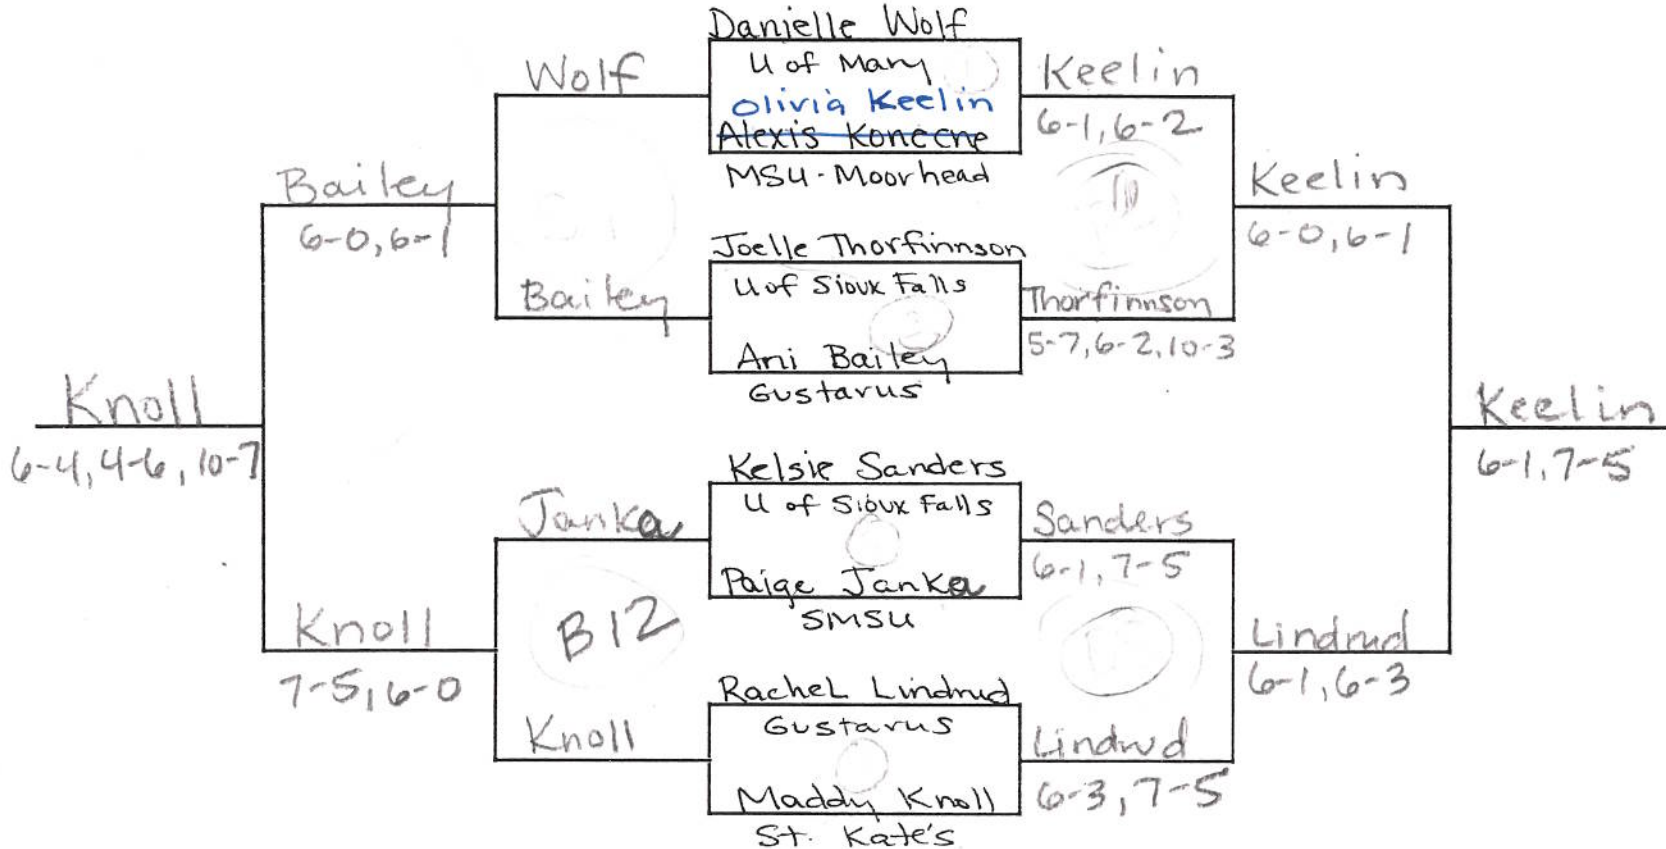 Danielle Wolf
U of Mary
Olivia Keelin
Alexis Konecne
MSU-Moorhead
Joelle Thorfinnson
U of Sioux Falls
Ani Bailey
Gustavus
Kelsie Sanders
U of Sioux Falls
Paige Janka
SMSU
Rachel Lindrud
Gustavus
Maddy Knoll
St. Kate's
Wolf
Bailey
Janka
B12
Knoll
Bailey
6-0, 6-1
Knoll
7-5, 6-0
Knoll
6-4, 4-6, 10-7
Keelin
6-1, 6-2
Thorfinnson
5-7, 6-2, 10-3
Sanders
6-1, 7-5
Lindrud
6-3, 7-5
Keelin
6-0, 6-1
Lindrud
6-1, 6-3
Keelin
6-1, 7-5